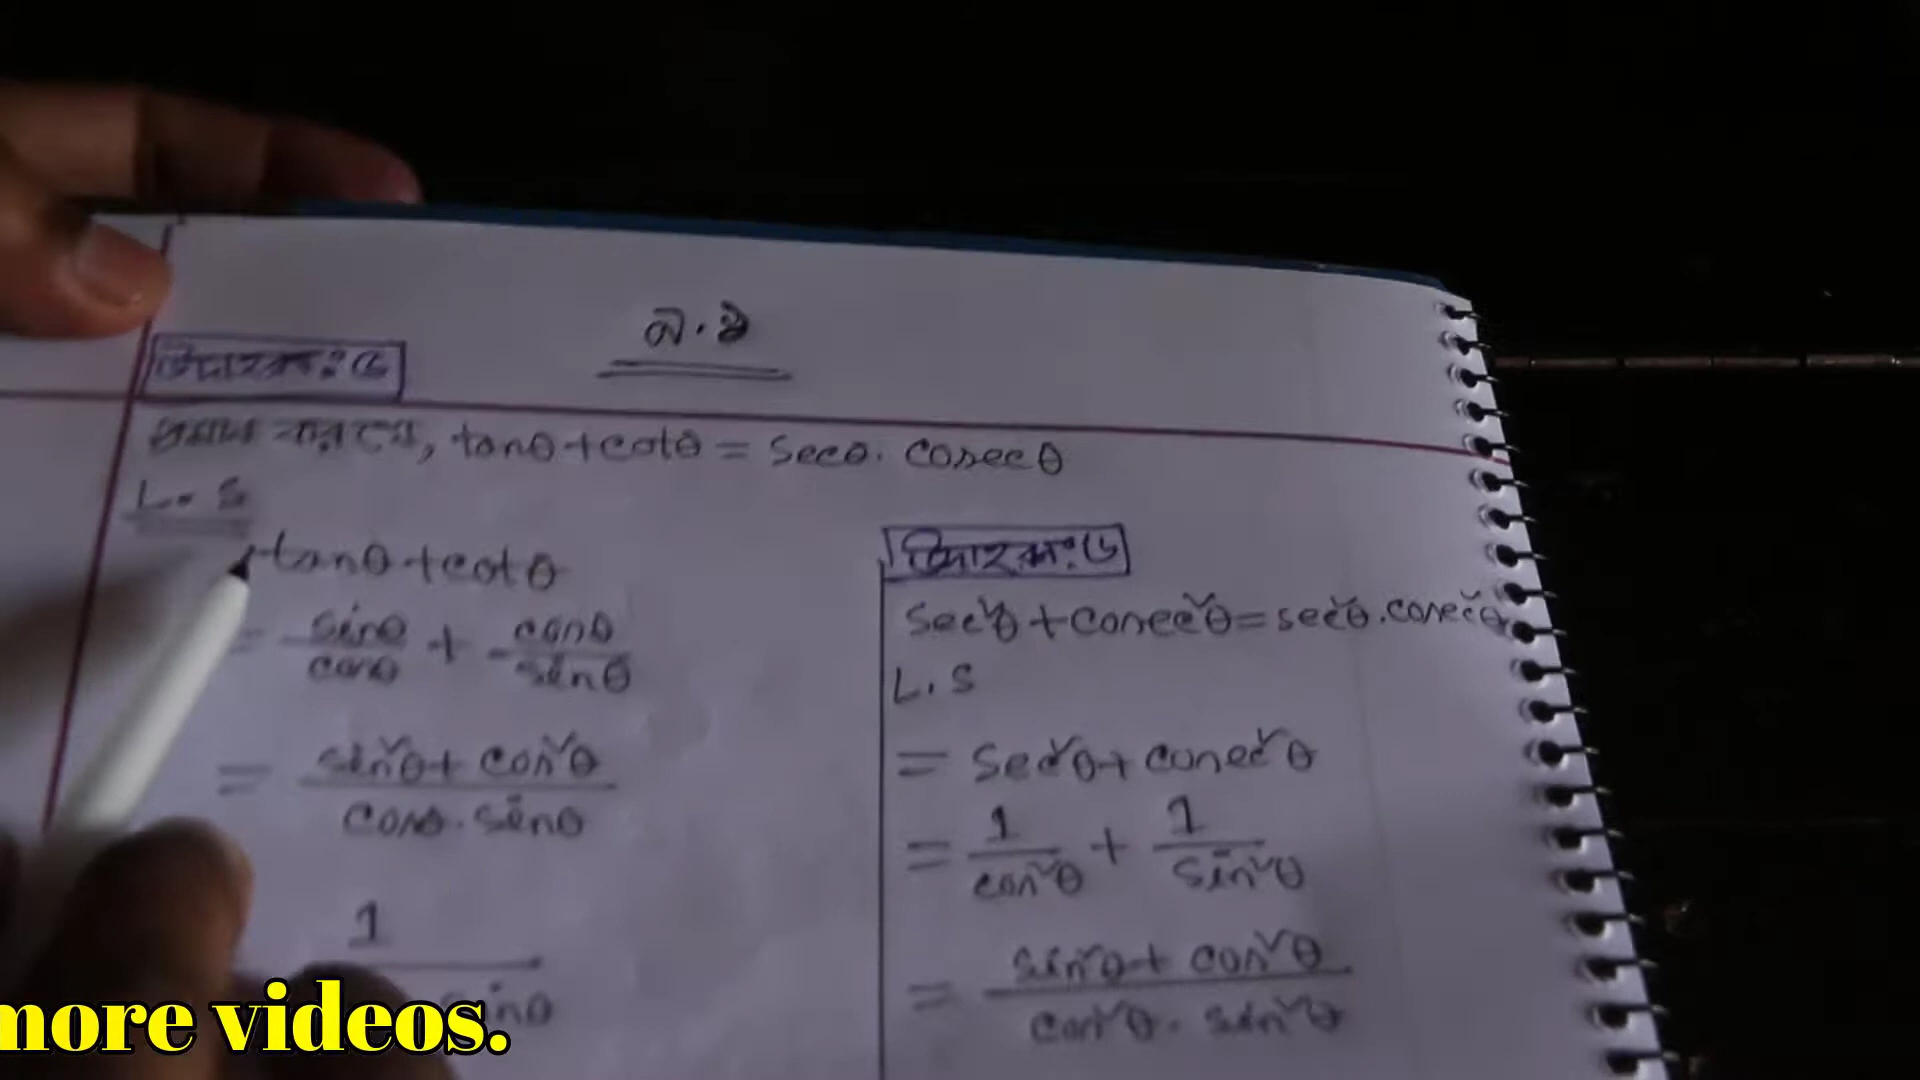 ৯.১
উদাহরণ: ৫
প্রমাণ কর যে, tanθ+cotθ = secθ. cosecθ
L. S
tanθ+cotθ
= sinθ/cosθ + cosθ/sinθ
= sin²θ+ cos²θ / cosθ. sinθ
1
sinθ
উদাহরণ: ৬
sec²θ+cosec²θ=sec²θ.cosec²θ
L. S
= sec²θ+ cosec²θ
= 1/cos²θ + 1/sin²θ
= sin²θ+ cos²θ / cos²θ. sin²θ
more videos.